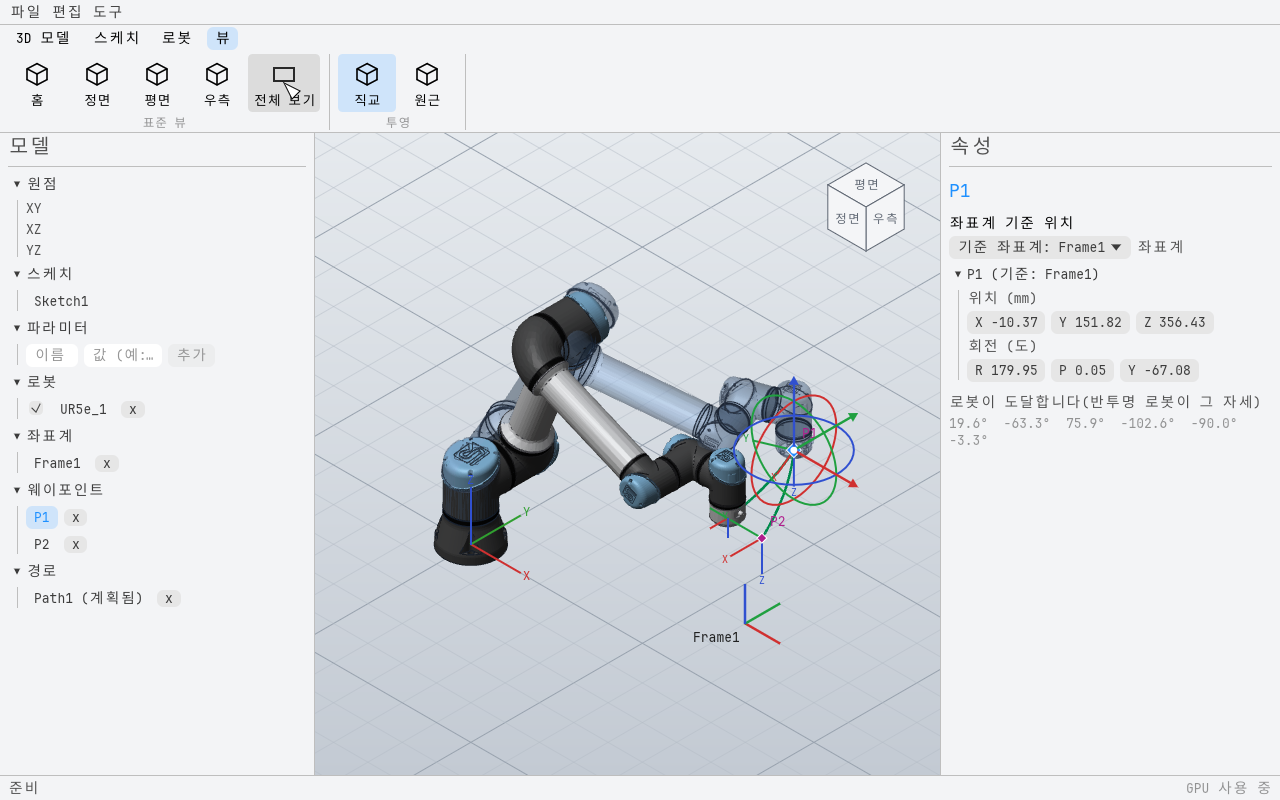 파일 편집 도구
3D 모델 스케치 로봇 뷰
홈 정면 평면 우측 전체 보기 직교 원근
표준 뷰 투영
모델
▼ 원점
XY
XZ
YZ
▼ 스케치
Sketch1
▼ 파라미터
이름 값 (예:… 추가
▼ 로봇
UR5e_1 x
▼ 좌표계
Frame1 x
▼ 웨이포인트
P1 x
P2 x
▼ 경로
Path1 (계획됨) x
평면
정면 우측
Y
X
P1
Y
X
Z
P2
X
Z
Frame1
속성
P1
좌표계 기준 위치
기준 좌표계: Frame1 ▼ 좌표계
▼ P1 (기준: Frame1)
위치 (mm)
X -10.37 Y 151.82 Z 356.43
회전 (도)
R 179.95 P 0.05 Y -67.08
로봇이 도달합니다(반투명 로봇이 그 자세)
19.6° -63.3° 75.9° -102.6° -90.0°
-3.3°
준비
GPU 사용 중